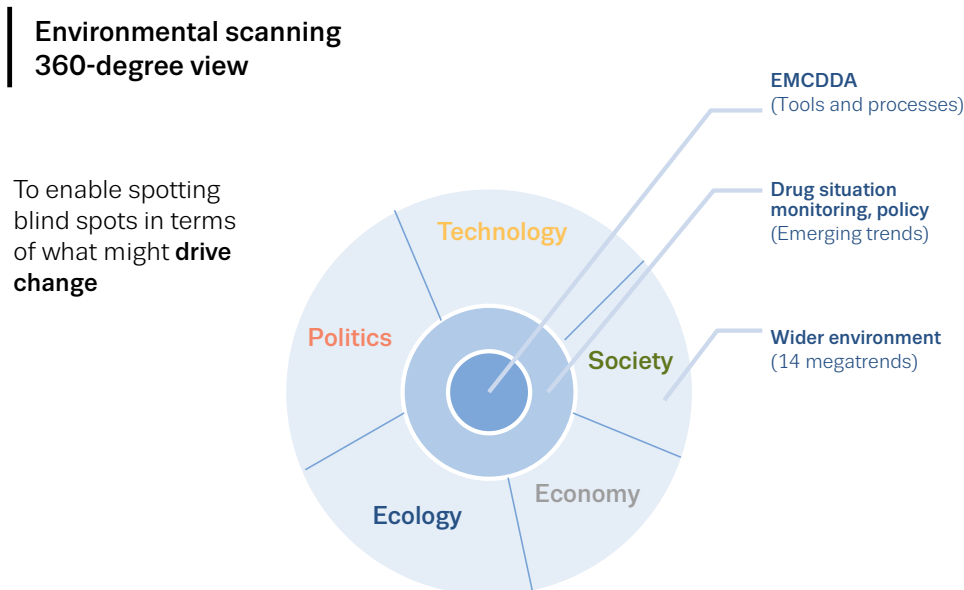 Environmental scanning
360-degree view
To enable spotting
blind spots in terms
of what might drive
change
EMCDDA
(Tools and processes)
Drug situation
monitoring, policy
(Emerging trends)
Wider environment
(14 megatrends)
Technology
Politics
Society
Economy
Ecology